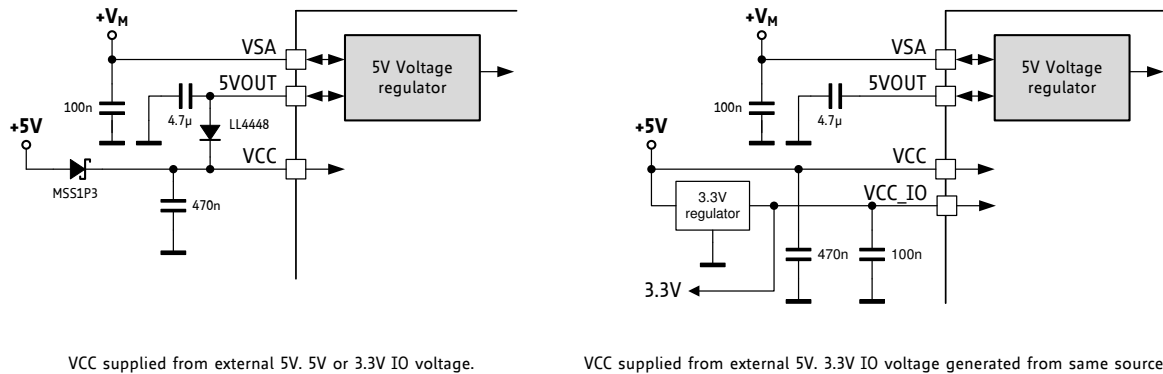 +VM
VSA
5V Voltage
regulator
100n
5VOUT
4.7µ
LL4448
+5V
MSS1P3
VCC
470n
VCC supplied from external 5V. 5V or 3.3V IO voltage.
+VM
VSA
5V Voltage
regulator
100n
5VOUT
4.7µ
+5V
VCC
3.3V
regulator
VCC_IO
470n
100n
3.3V
VCC supplied from external 5V. 3.3V IO voltage generated from same source